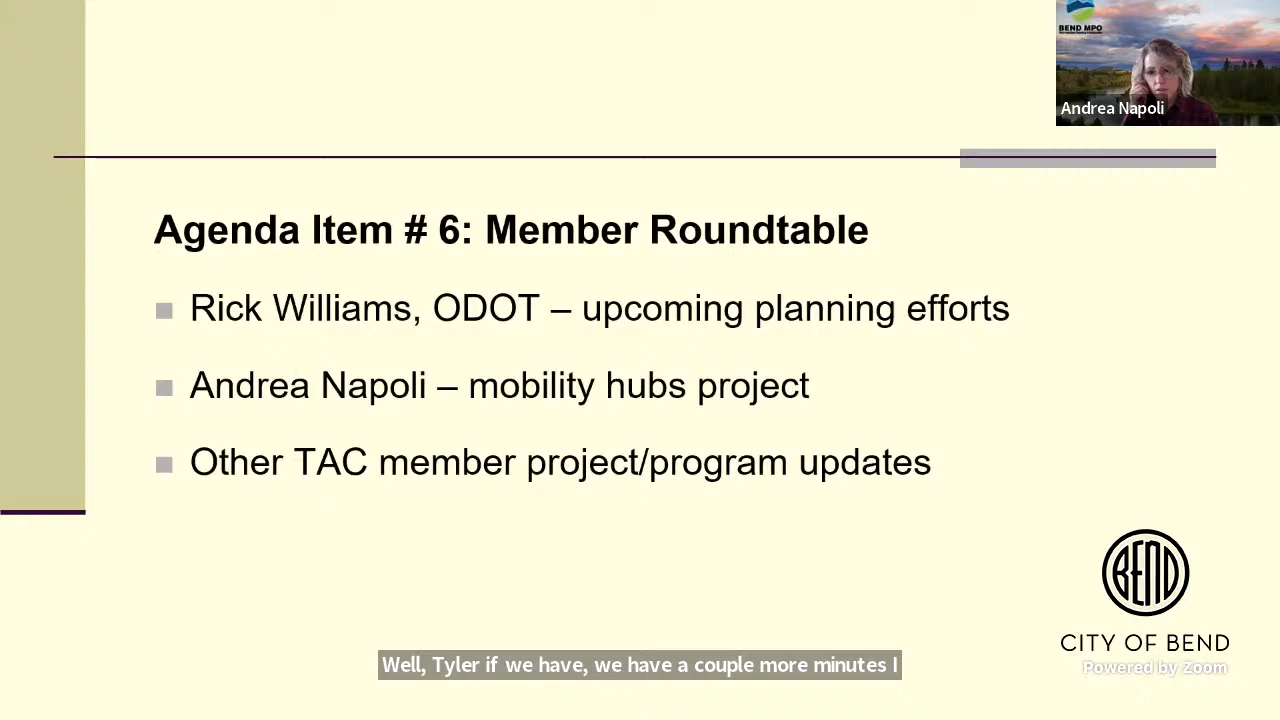 BEND MPO
Andrea Napoli
Agenda Item # 6: Member Roundtable
Rick Williams, ODOT – upcoming planning efforts
Andrea Napoli – mobility hubs project
Other TAC member project/program updates
BEND
CITY OF BEND
Powered by Zoom
Well, Tyler if we have, we have a couple more minutes I